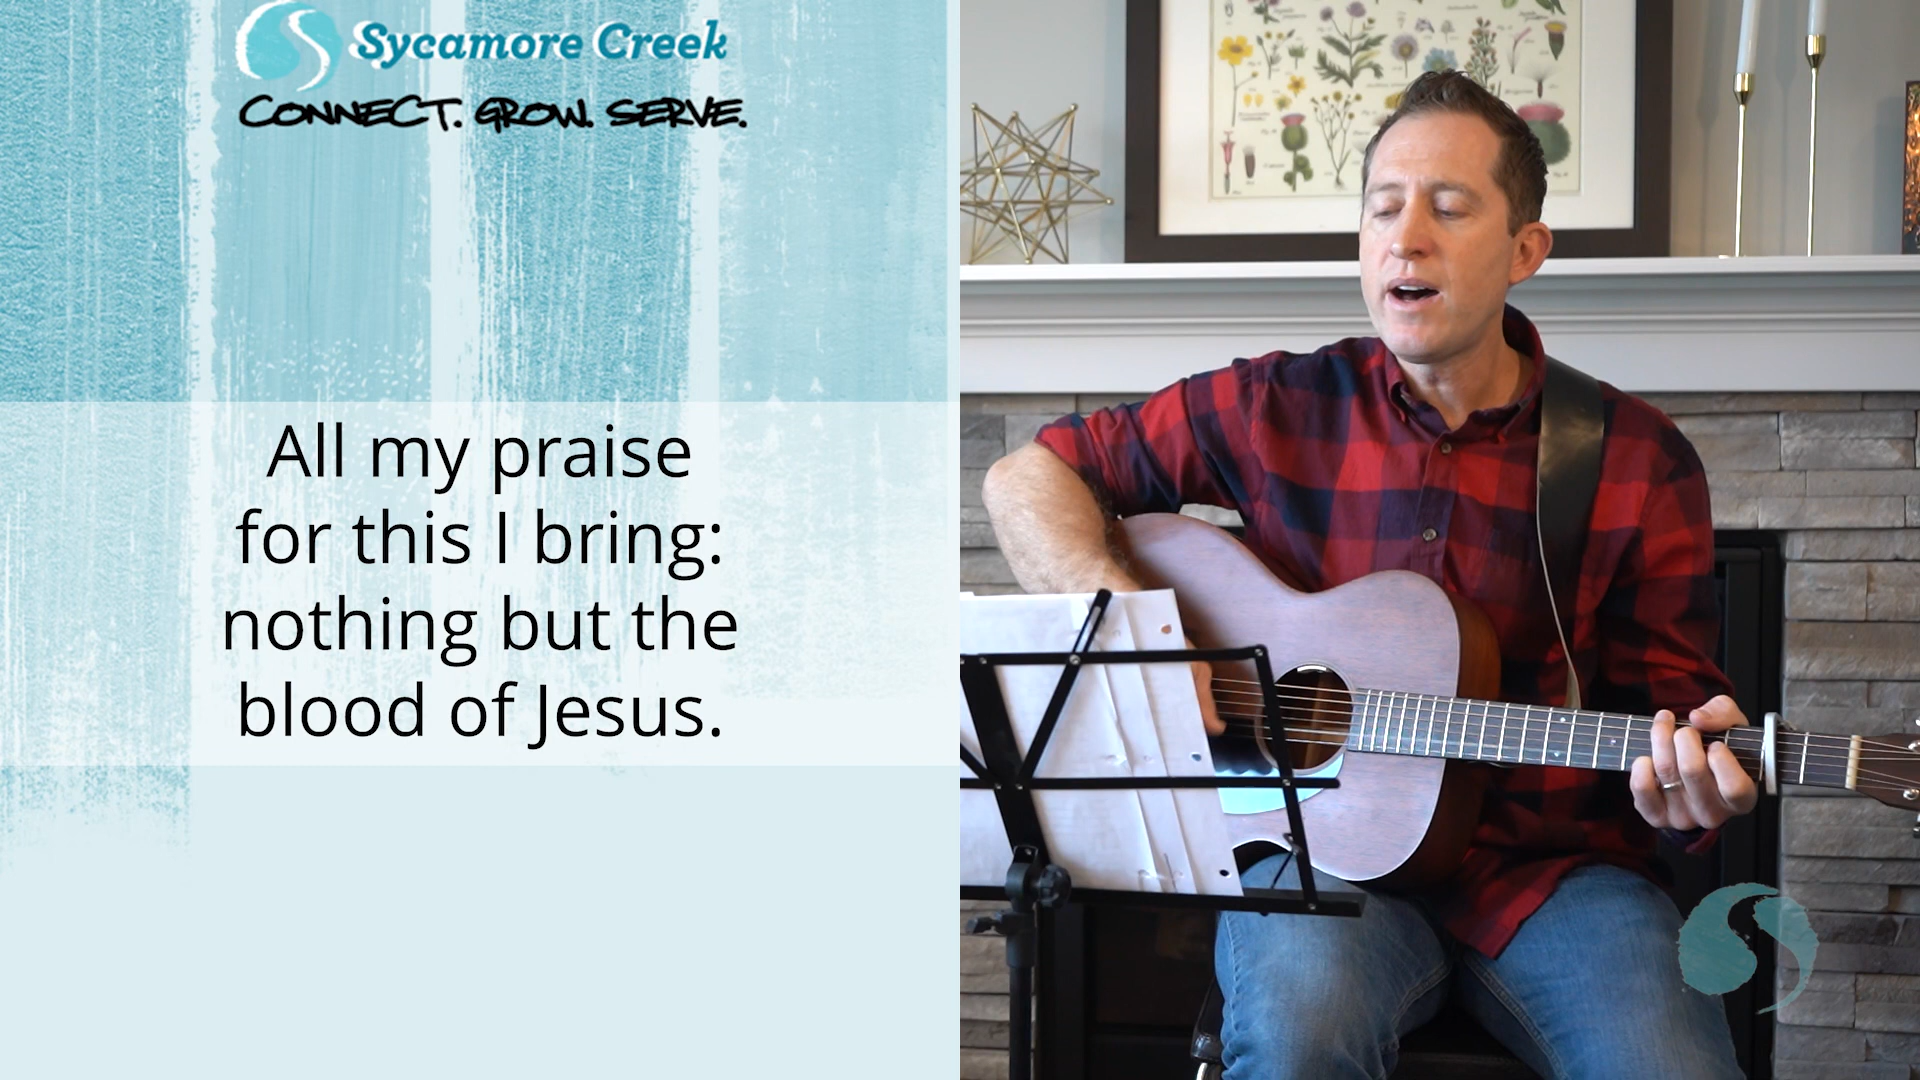 Sycamore Creek
CONNECT. GROW. SERVE.
All my praise
for this I bring:
nothing but the
blood of Jesus.